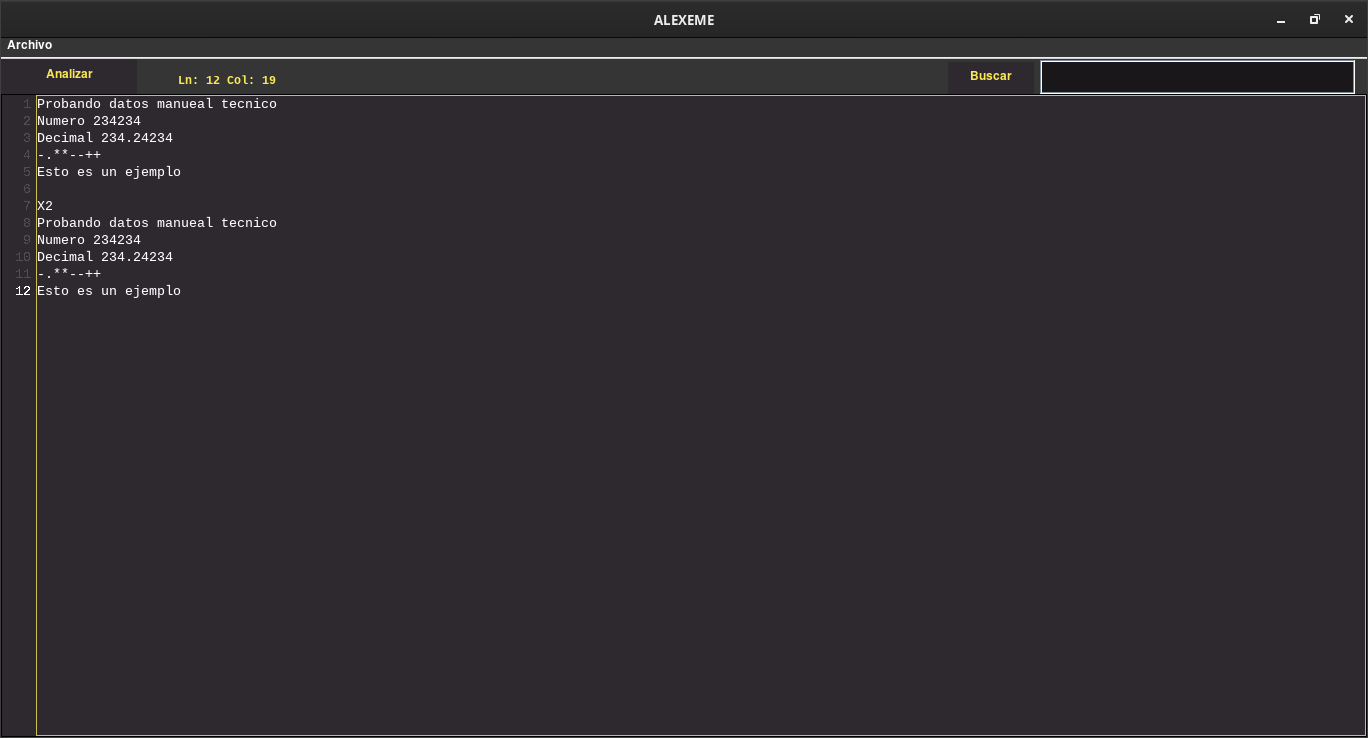 ALEXEME
Archivo
Analizar
Ln: 12 Col: 19
Buscar
1 Probando datos manueal tecnico
2 Numero 234234
3 Decimal 234.24234
4 -.**--++
5 Esto es un ejemplo
6
7 X2
8 Probando datos manueal tecnico
9 Numero 234234
10 Decimal 234.24234
11 -.**--++
12 Esto es un ejemplo